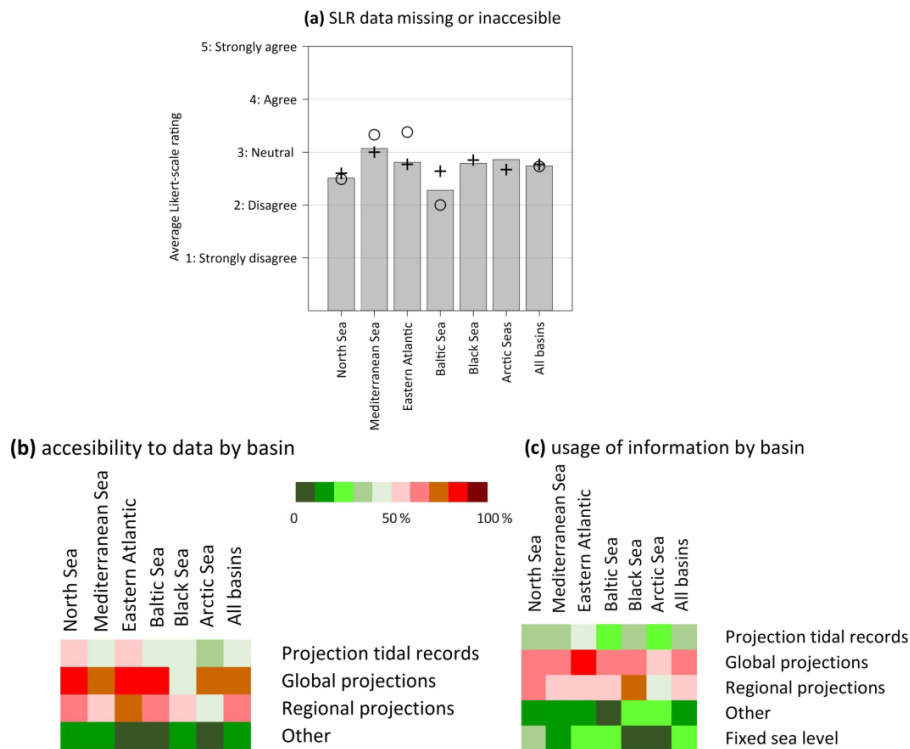 (a) SLR data missing or inaccesible
Average Likert-scale rating
5: Strongly agree
4: Agree
3: Neutral
2: Disagree
1: Strongly disagree
North Sea
Mediterranean Sea
Eastern Atlantic
Baltic Sea
Black Sea
Arctic Seas
All basins
(b) accesibility to data by basin
0 50 % 100 %
North Sea
Mediterranean Sea
Eastern Atlantic
Baltic Sea
Black Sea
Arctic Sea
All basins
Projection tidal records
Global projections
Regional projections
Other
(c) usage of information by basin
North Sea
Mediterranean Sea
Eastern Atlantic
Baltic Sea
Black Sea
Arctic Sea
All basins
Projection tidal records
Global projections
Regional projections
Other
Fixed sea level